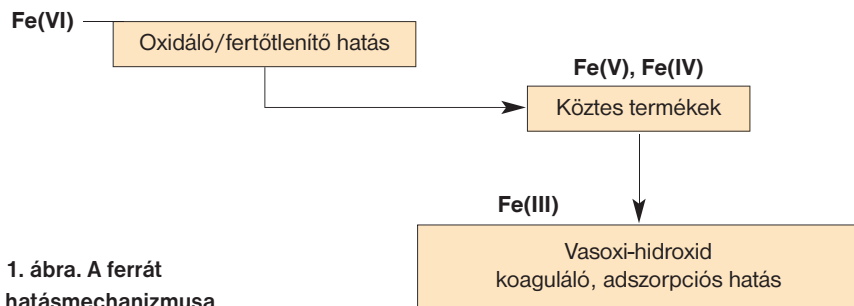 Fe(VI)
Oxidáló/fertőtlenítő hatás
Fe(V), Fe(IV)
Köztes termékek
Fe(III)
Vasoxi-hidroxid
koaguláló, adszorpciós hatás
1. ábra. A ferrát
hatásmechanizmusa